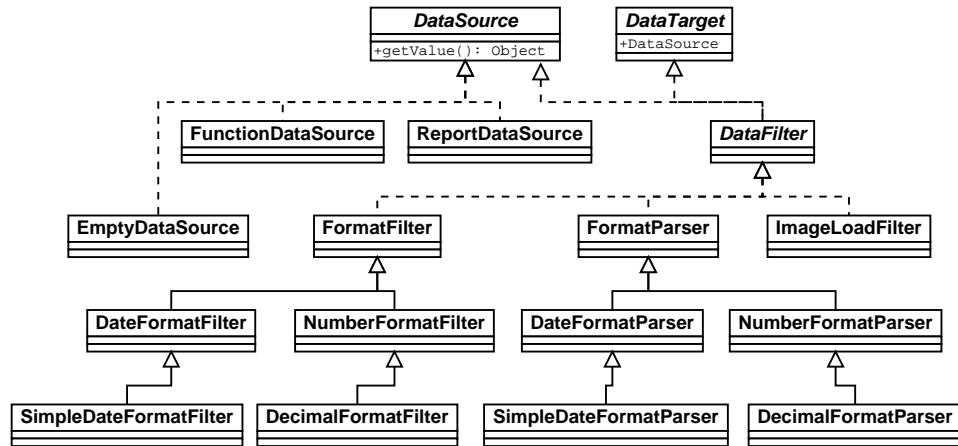 DataSource
+getValue(): Object
DataTarget
+DataSource
FunctionDataSource
ReportDataSource
DataFilter
EmptyDataSource
FormatFilter
FormatParser
ImageLoadFilter
DateFormatFilter
NumberFormatFilter
DateFormatParser
NumberFormatParser
SimpleDateFormatFilter
DecimalFormatFilter
SimpleDateFormatParser
DecimalFormatParser